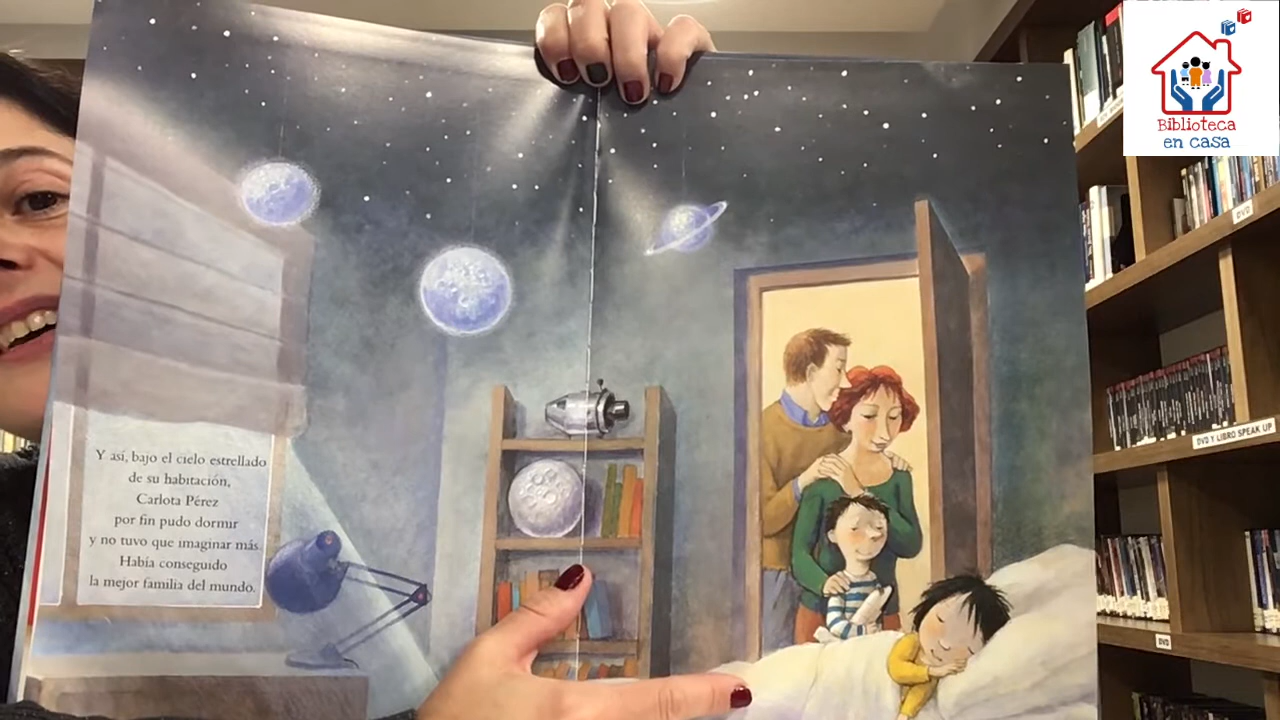 Biblioteca
en casa
Y así, bajo el cielo estrellado
de su habitación,
Carlota Pérez
por fin pudo dormir
y no tuvo que imaginar más.
Había conseguido
la mejor familia del mundo.
DVD
DVD Y LIBRO SPEAK UP
DVD